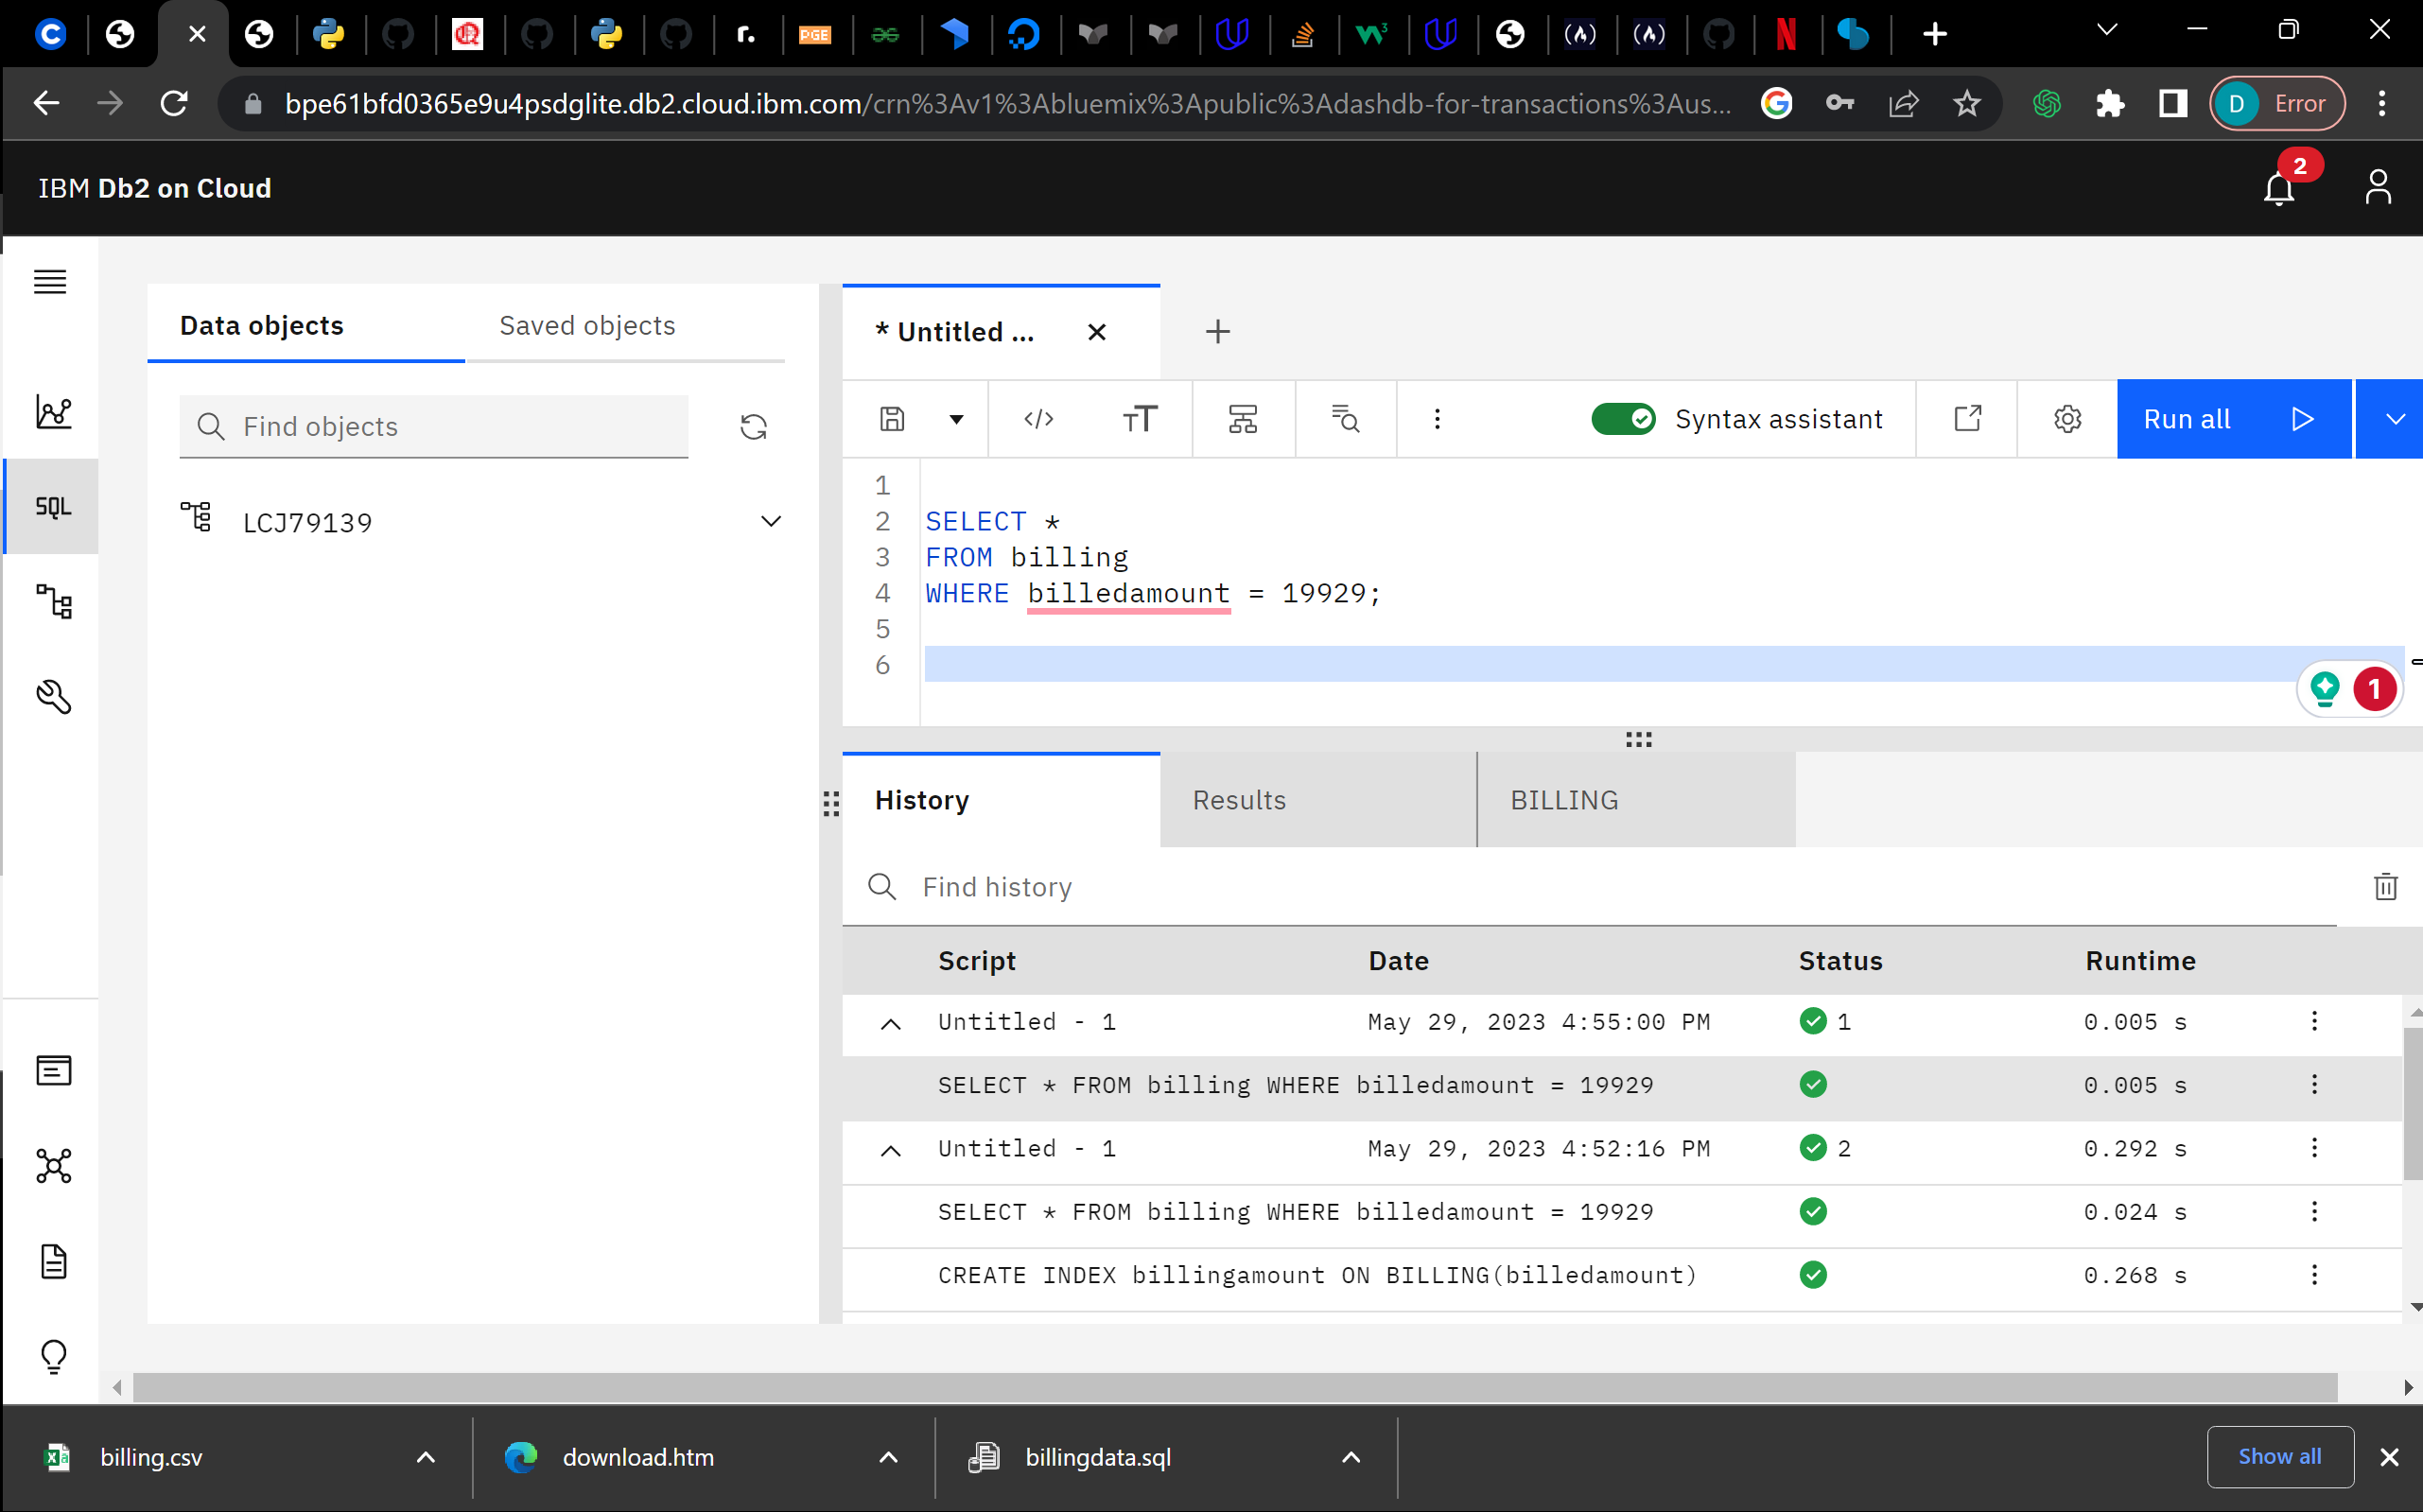 bpe61bfd0365e9u4psdglite.db2.cloud.ibm.com/crn%3Av1%3Abluemix%3Apublic%3Adashdb-for-transactions%3Aus...
D Error
IBM Db2 on Cloud
2
Data objects
Saved objects
* Untitled ...
Find objects
Syntax assistant
Run all
SQL
LCJ79139
1
2 SELECT *
3 FROM billing
4 WHERE billedamount = 19929;
5
6
1
History
Results
BILLING
Find history
Script Date Status Runtime
Untitled - 1 May 29, 2023 4:55:00 PM 1 0.005 s
SELECT * FROM billing WHERE billedamount = 19929 0.005 s
Untitled - 1 May 29, 2023 4:52:16 PM 2 0.292 s
SELECT * FROM billing WHERE billedamount = 19929 0.024 s
CREATE INDEX billingamount ON BILLING(billedamount) 0.268 s
billing.csv
download.htm
billingdata.sql
Show all